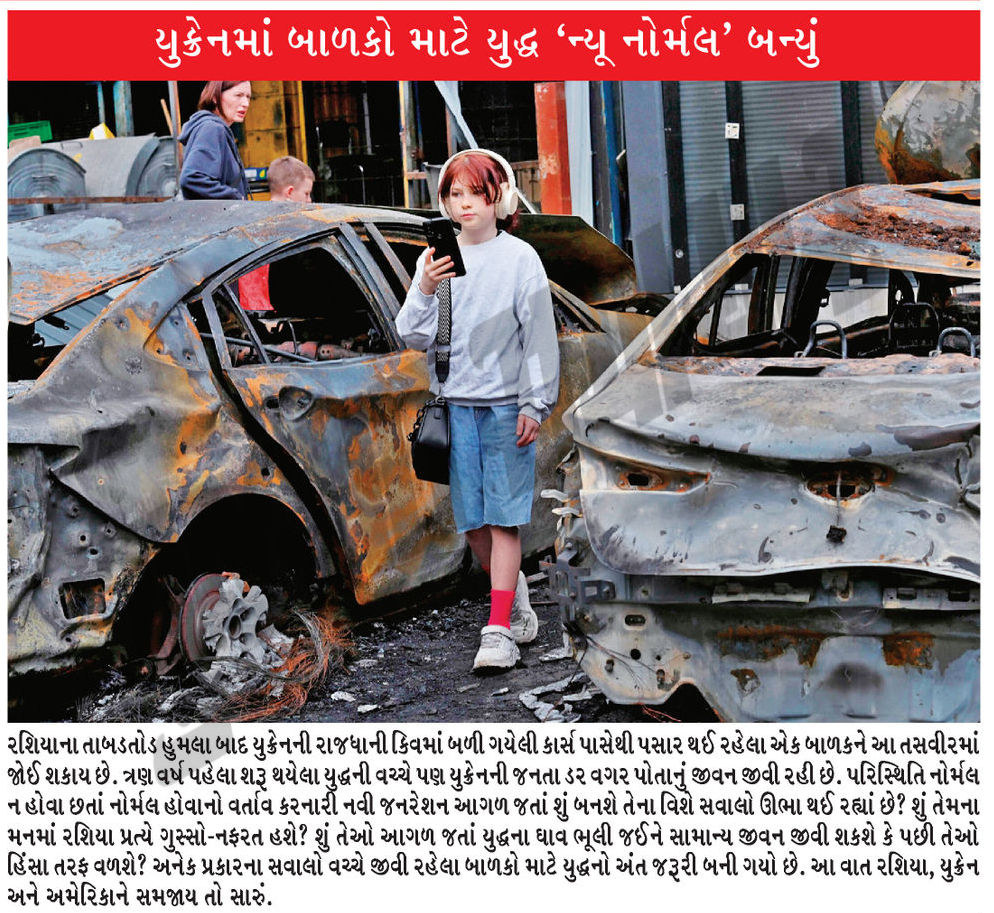 યુક્રેનમાં બાળકો માટે યુદ્ધ ‘ન્યૂ નોર્મલ’ બન્યું
રશિયાના તાબડતોડ હુમલા બાદ યુક્રેનની રાજધાની કિવમાં બળી ગયેલી કાર્સ પાસેથી પસાર થઈ રહેલા એક બાળકને આ તસવીરમાં
જોઈ શકાય છે. ત્રણ વર્ષ પહેલા શરૂ થયેલા યુદ્ધની વચ્ચે પણ યુક્રેનની જનતા ડર વગર પોતાનું જીવન જીવી રહી છે. પરિસ્થિતિ નોર્મલ
ન હોવા છતાં નોર્મલ હોવાનો વર્તાવ કરનારી નવી જનરેશન આગળ જતાં શું બનશે તેના વિશે સવાલો ઊભા થઈ રહ્યાં છે? શું તેમના
મનમાં રશિયા પ્રત્યે ગુસ્સો-નફરત હશે? શું તેઓ આગળ જતાં યુદ્ધના ઘાવ ભૂલી જઈને સામાન્ય જીવન જીવી શકશે કે પછી તેઓ
હિંસા તરફ વળશે? અનેક પ્રકારના સવાલો વચ્ચે જીવી રહેલા બાળકો માટે યુદ્ધનો અંત જરૂરી બની ગયો છે. આ વાત રશિયા, યુક્રેન
અને અમેરિકાને સમજાય તો સારું.